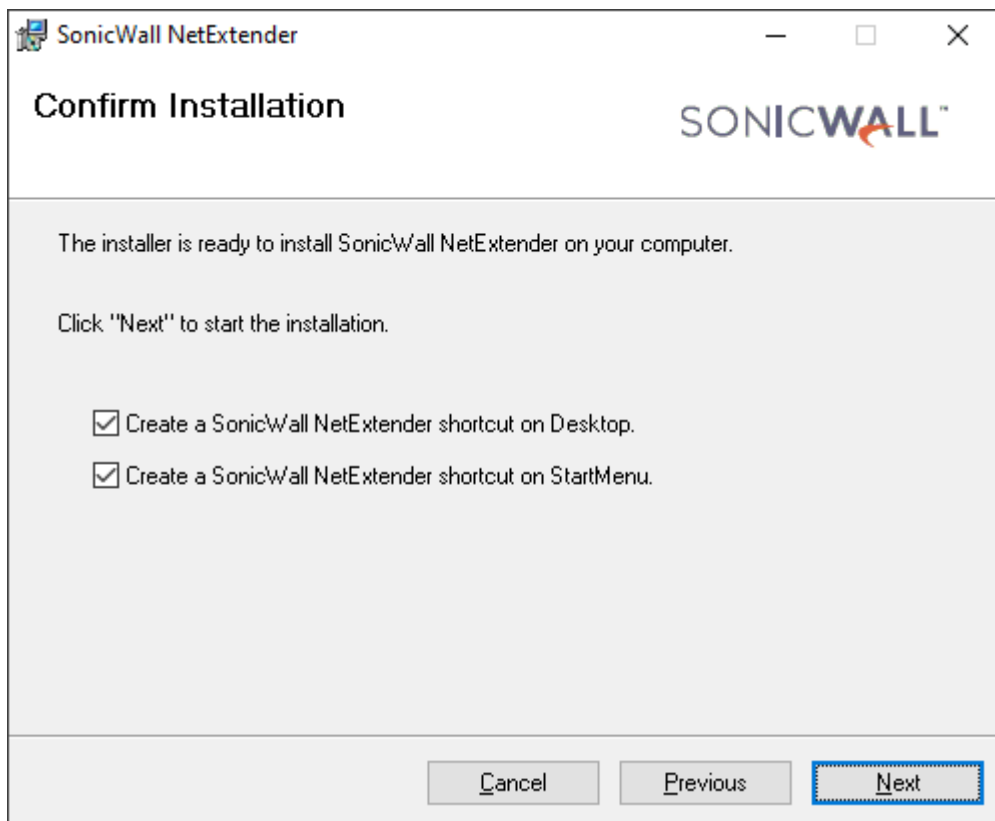 SonicWall NetExtender
Confirm Installation
SONICWALL™
The installer is ready to install SonicWall NetExtender on your computer.
Click "Next" to start the installation.
Create a SonicWall NetExtender shortcut on Desktop.
Create a SonicWall NetExtender shortcut on StartMenu.
Cancel Previous Next